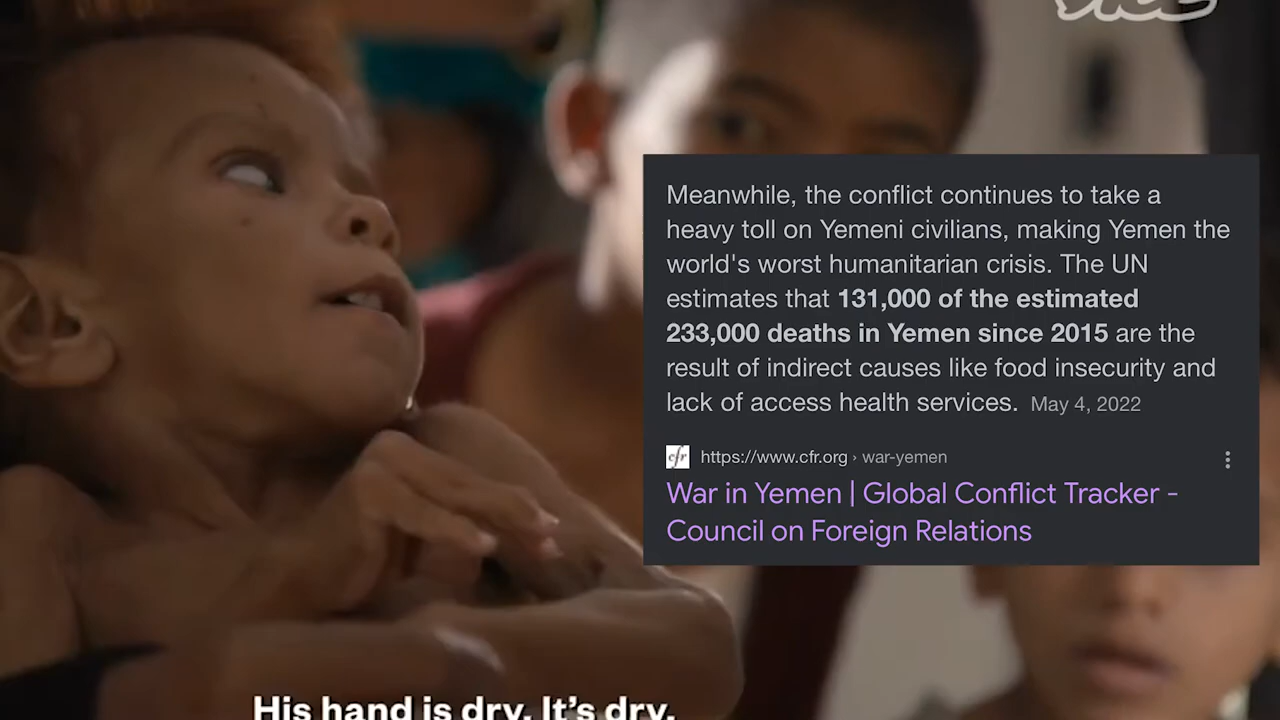 VICE
Meanwhile, the conflict continues to take a
heavy toll on Yemeni civilians, making Yemen the
world's worst humanitarian crisis. The UN
estimates that 131,000 of the estimated
233,000 deaths in Yemen since 2015 are the
result of indirect causes like food insecurity and
lack of access health services. May 4, 2022
cfr https://www.cfr.org › war-yemen
War in Yemen | Global Conflict Tracker -
Council on Foreign Relations
His hand is dry. It's dry.